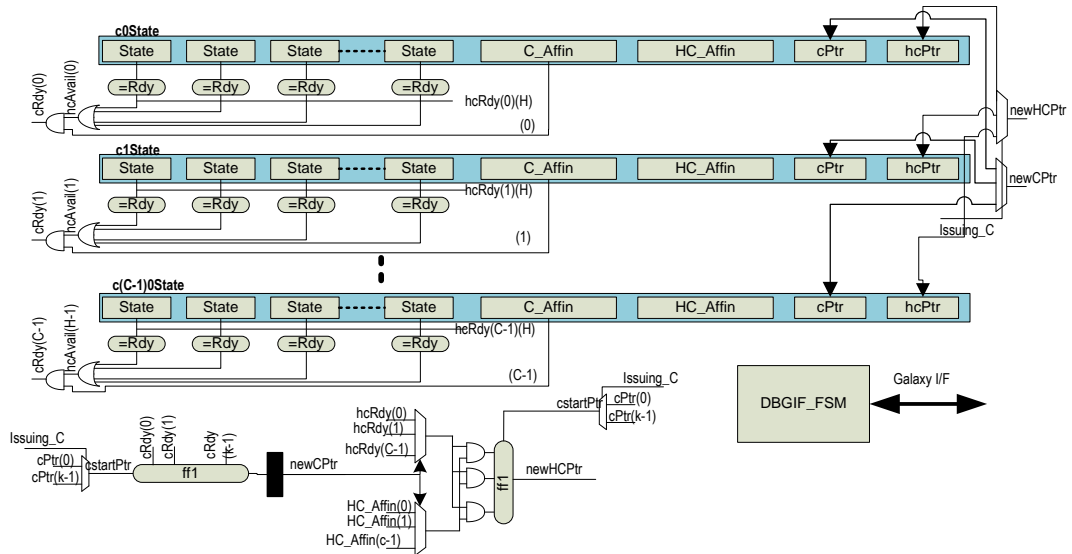 c0State
State State State State C_Affin HC_Affin cPtr hcPtr
=Rdy =Rdy =Rdy =Rdy
cRdy(0)
hcAvail(0)
hcRdy(0)(H)
(0)
newHCPtr
c1State
State State State State C_Affin HC_Affin cPtr hcPtr
newCPtr
hcRdy(1)(H)
=Rdy =Rdy =Rdy =Rdy
cRdy(1)
hcAvail(1)
Issuing_C
(1)
c(C-1)0State
State State State State C_Affin HC_Affin cPtr hcPtr
hcRdy(C-1)(H)
=Rdy =Rdy =Rdy =Rdy
cRdy(C-1)
hcAvail(H-1)
(C-1)
Issuing_C
cPtr(0)
cstartPtr
cPtr(k-1)
DBGIF_FSM
Galaxy I/F
Issuing_C
cPtr(0)
cPtr(k-1)
cstartPtr
cRdy(0)
cRdy(1)
cRdy
(k-1)
ff1
newCPtr
hcRdy(0)
hcRdy(1)
hcRdy(C-1)
HC_Affin(0)
HC_Affin(1)
HC_Affin(c-1)
ff1
newHCPtr